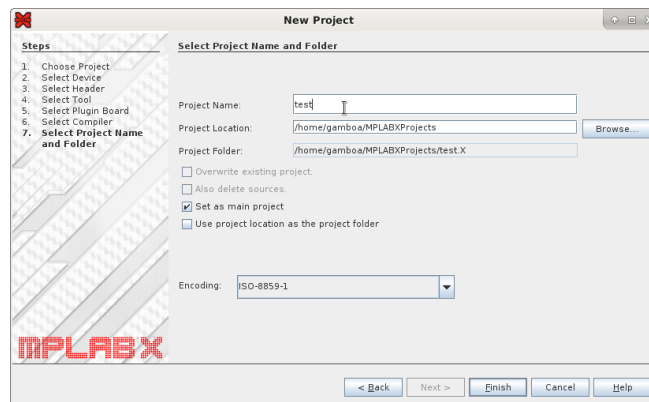 New Project
Steps
1. Choose Project
2. Select Device
3. Select Header
4. Select Tool
5. Select Plugin Board
6. Select Compiler
7. Select Project Name
and Folder
MPLAB X
Select Project Name and Folder
Project Name: test
Project Location: /home/gamboa/MPLABXProjects Browse...
Project Folder: /home/gamboa/MPLABXProjects/test.X
Overwrite existing project.
Also delete sources.
Set as main project
Use project location as the project folder
Encoding: ISO-8859-1
< Back Next > Finish Cancel Help